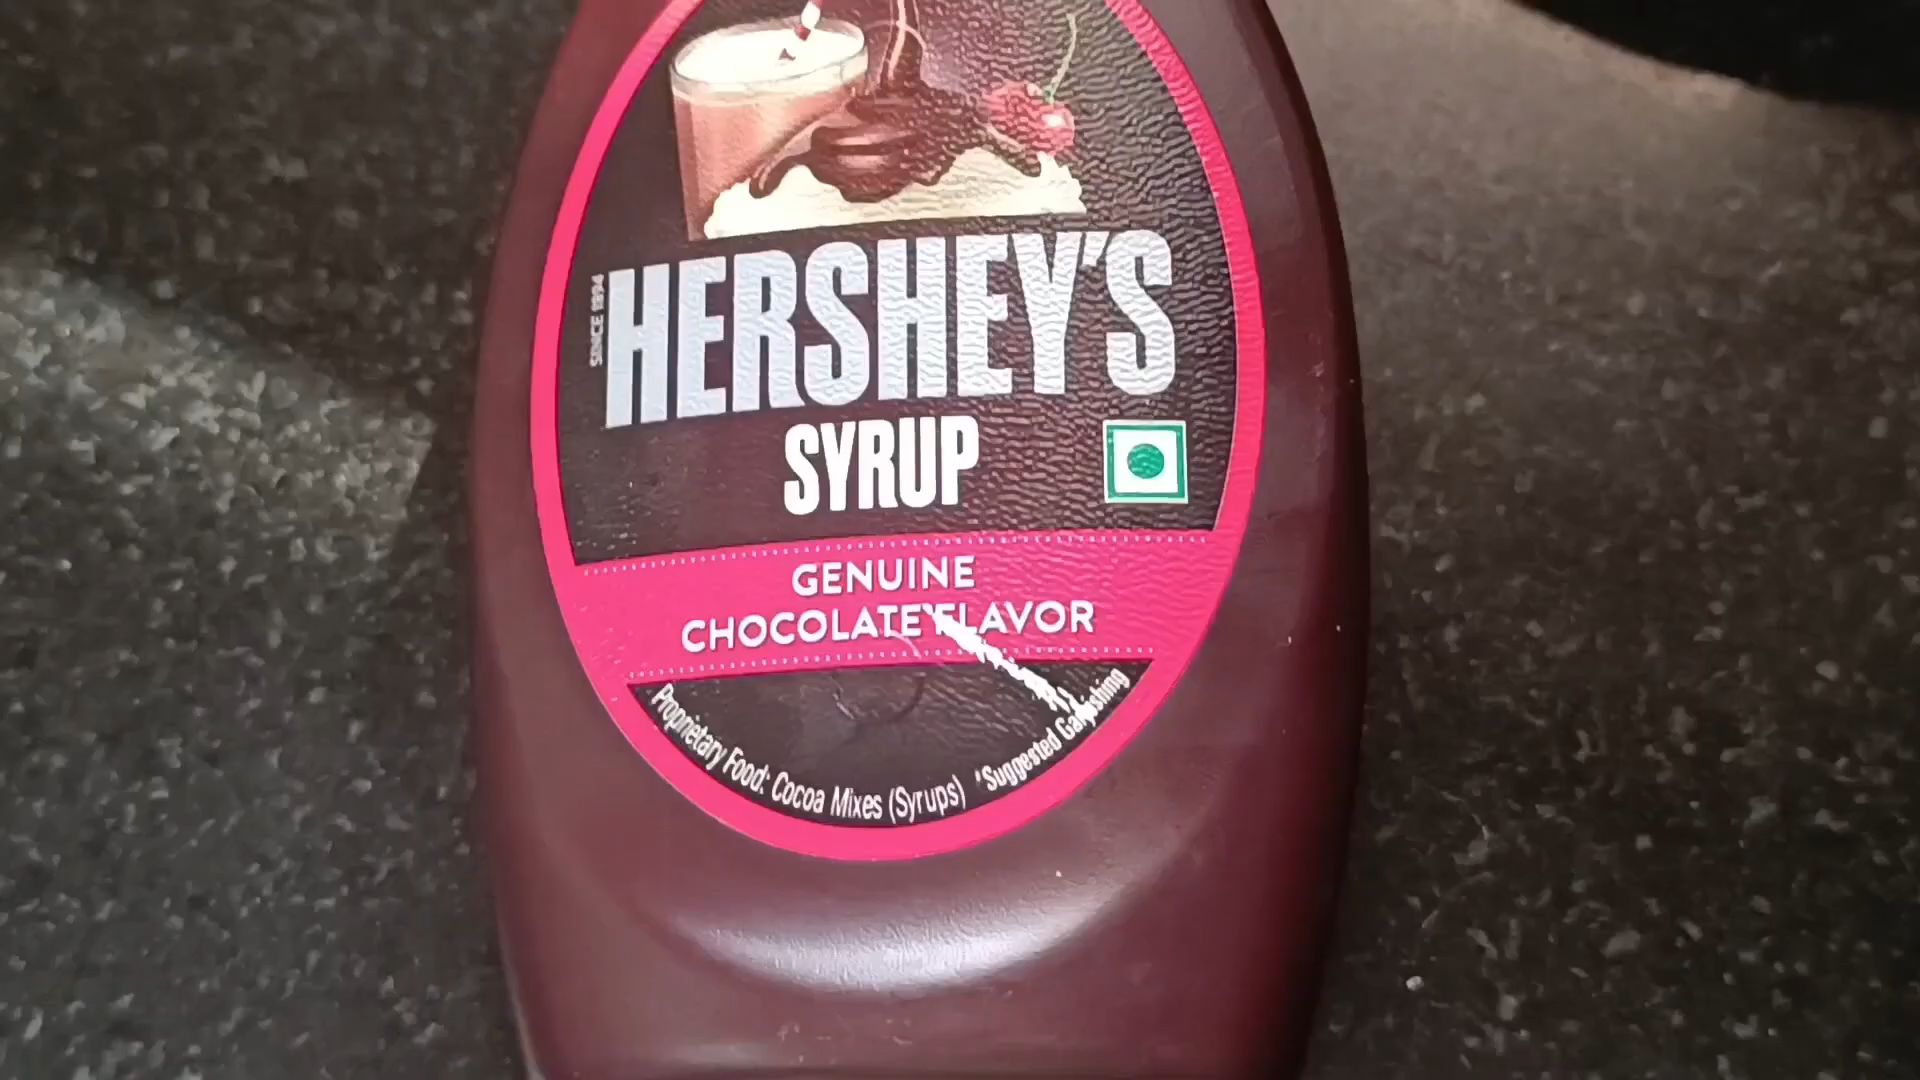 SINCE 1894
HERSHEY'S
SYRUP
GENUINE
CHOCOLATE FLAVOR
Proprietary Food: Cocoa Mixes (Syrups)
*Suggested Garnishing